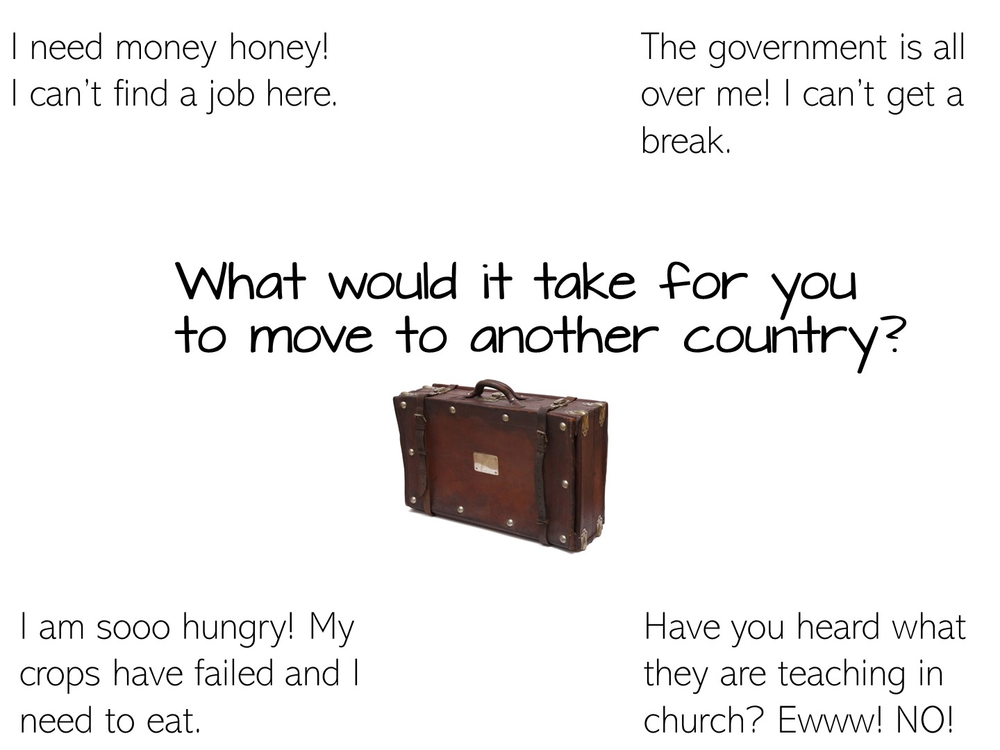 I need money honey!
I can't find a job here.
The government is all
over me! I can't get a
break.
What would it take for you
to move to another country?
I am sooo hungry! My
crops have failed and I
need to eat.
Have you heard what
they are teaching in
church? Ewww! NO!